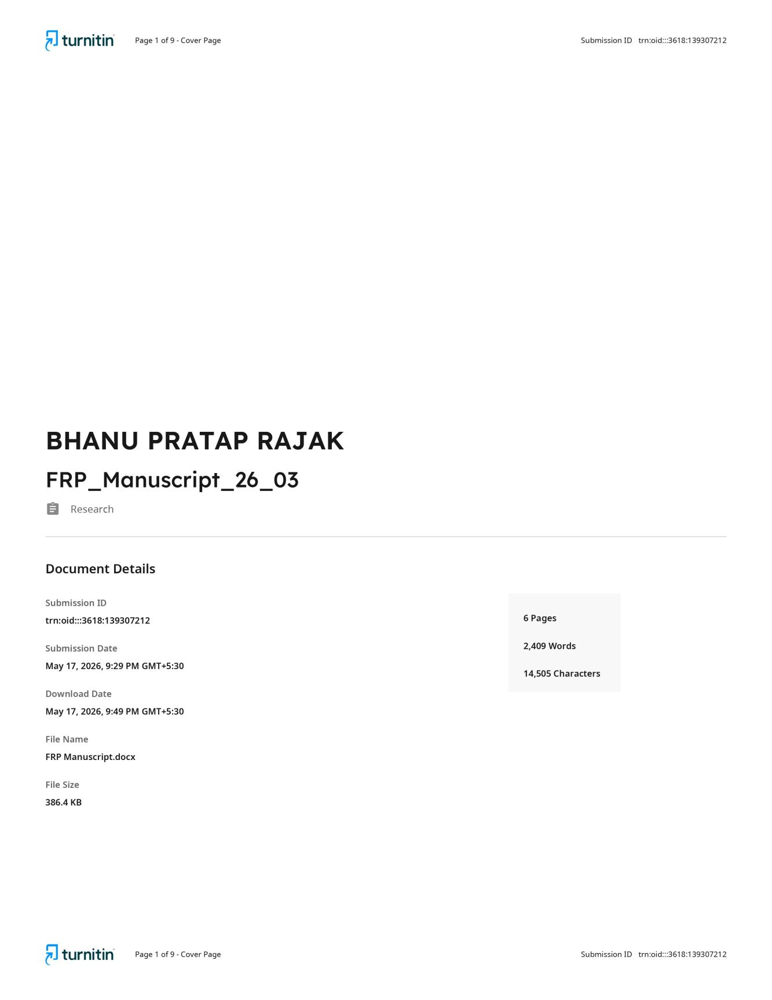 turnitin Page 1 of 9 - Cover Page Submission ID trn:oid:::3618:139307212
BHANU PRATAP RAJAK
FRP_Manuscript_26_03
Research
Document Details
Submission ID
trn:oid:::3618:139307212
Submission Date
May 17, 2026, 9:29 PM GMT+5:30
Download Date
May 17, 2026, 9:49 PM GMT+5:30
File Name
FRP Manuscript.docx
File Size
386.4 KB
6 Pages
2,409 Words
14,505 Characters
turnitin Page 1 of 9 - Cover Page Submission ID trn:oid:::3618:139307212